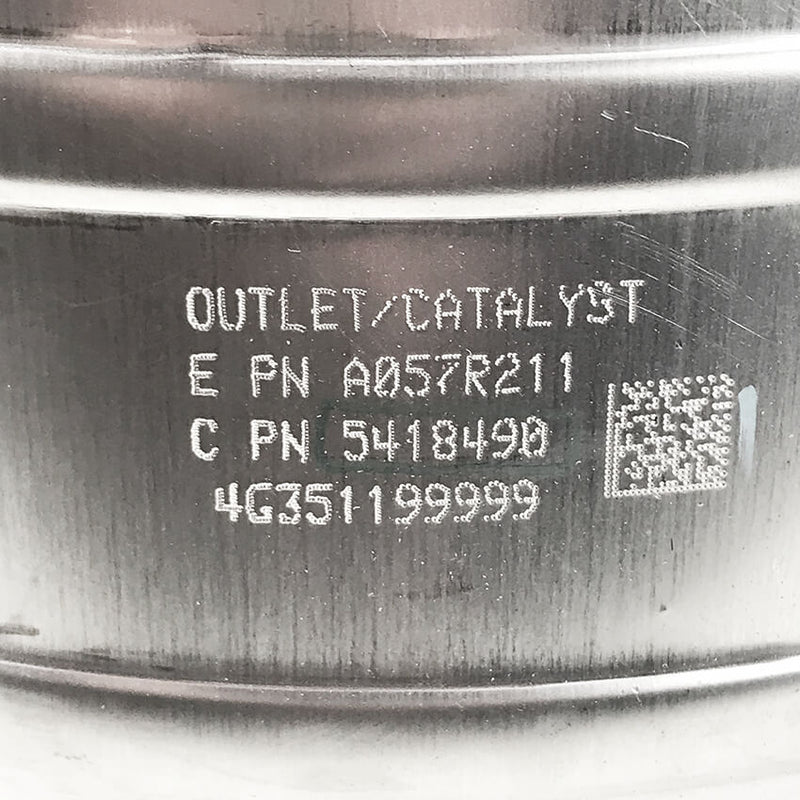 OUTLET/CATALYST
E PN A057R211
C PN 5418490
4G351199999